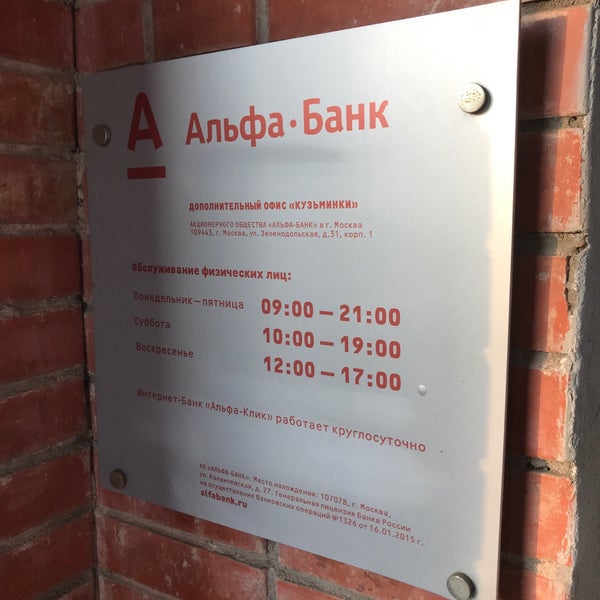 А Альфа·Банк
ДОПОЛНИТЕЛЬНЫЙ ОФИС «КУЗЬМИНКИ»
АКЦИОНЕРНОГО ОБЩЕСТВА «АЛЬФА-БАНК» в г. Москва
109443, г. Москва, ул. Зеленодольская, д.31, корп. 1
Обслуживание физических лиц:
Понедельник — пятница 09:00 — 21:00
Суббота 10:00 — 19:00
Воскресенье 12:00 — 17:00
Интернет-Банк «Альфа-Клик» работает круглосуточно
АО «АЛЬФА-БАНК». Место нахождения: 107078, г. Москва,
ул. Каланчевская, д. 27. Генеральная лицензия Банка России
на осуществление банковских операций №1326 от 16.01.2015 г.
alfabank.ru